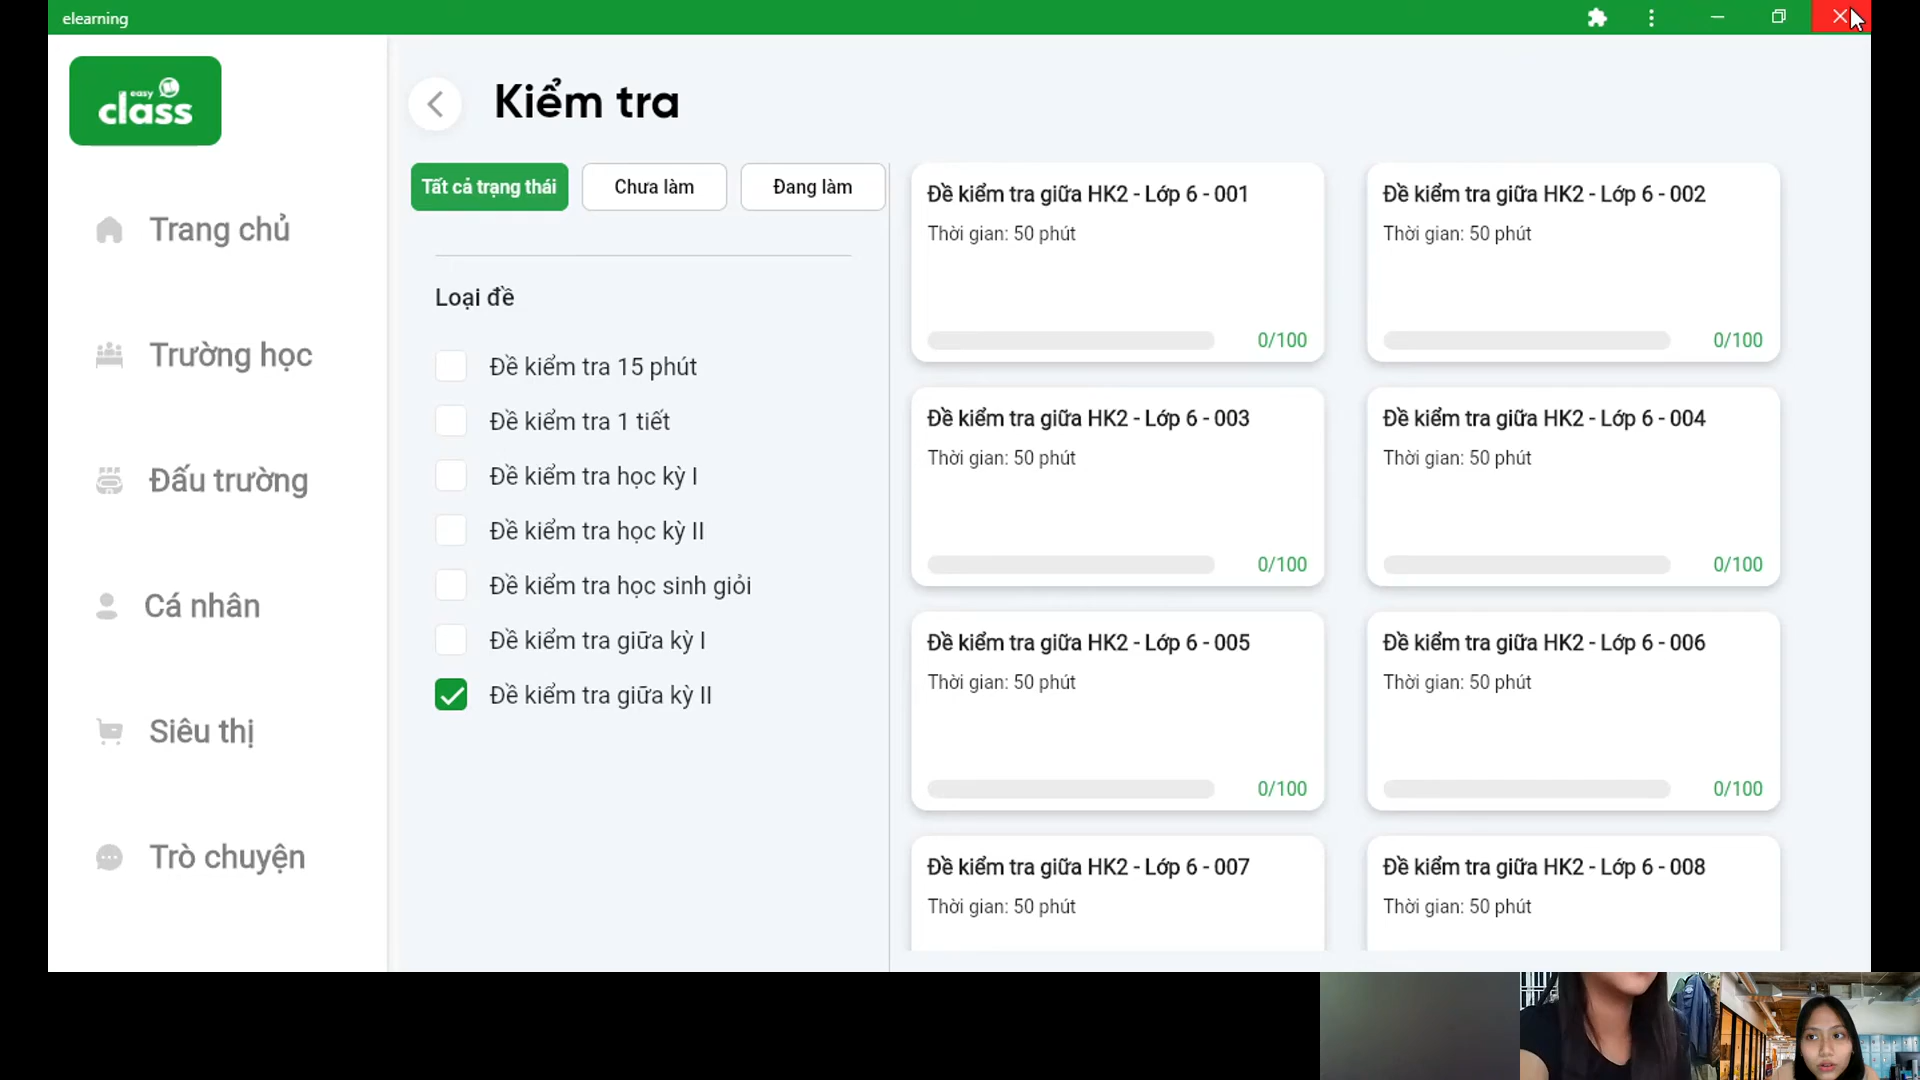 elearning
easy
class
Trang chủ
Trường học
Đấu trường
Cá nhân
Siêu thị
Trò chuyện
Kiểm tra
Tất cả trạng thái
Chưa làm
Đang làm
Loại đề
Đề kiểm tra 15 phút
Đề kiểm tra 1 tiết
Đề kiểm tra học kỳ I
Đề kiểm tra học kỳ II
Đề kiểm tra học sinh giỏi
Đề kiểm tra giữa kỳ I
Đề kiểm tra giữa kỳ II
Đề kiểm tra giữa HK2 - Lớp 6 - 001
Thời gian: 50 phút
0/100
Đề kiểm tra giữa HK2 - Lớp 6 - 002
Thời gian: 50 phút
0/100
Đề kiểm tra giữa HK2 - Lớp 6 - 003
Thời gian: 50 phút
0/100
Đề kiểm tra giữa HK2 - Lớp 6 - 004
Thời gian: 50 phút
0/100
Đề kiểm tra giữa HK2 - Lớp 6 - 005
Thời gian: 50 phút
0/100
Đề kiểm tra giữa HK2 - Lớp 6 - 006
Thời gian: 50 phút
0/100
Đề kiểm tra giữa HK2 - Lớp 6 - 007
Thời gian: 50 phút
Đề kiểm tra giữa HK2 - Lớp 6 - 008
Thời gian: 50 phút